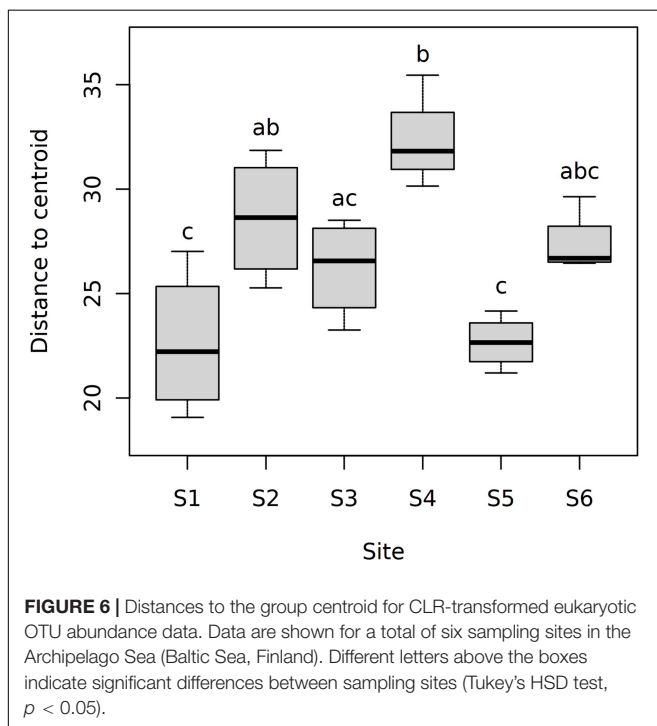 b
35
ab
abc
ac
30
c
c
25
20
Distance to centroid
S1 S2 S3 S4 S5 S6
Site
FIGURE 6 | Distances to the group centroid for CLR-transformed eukaryotic
OTU abundance data. Data are shown for a total of six sampling sites in the
Archipelago Sea (Baltic Sea, Finland). Different letters above the boxes
indicate significant differences between sampling sites (Tukey's HSD test,
p < 0.05).